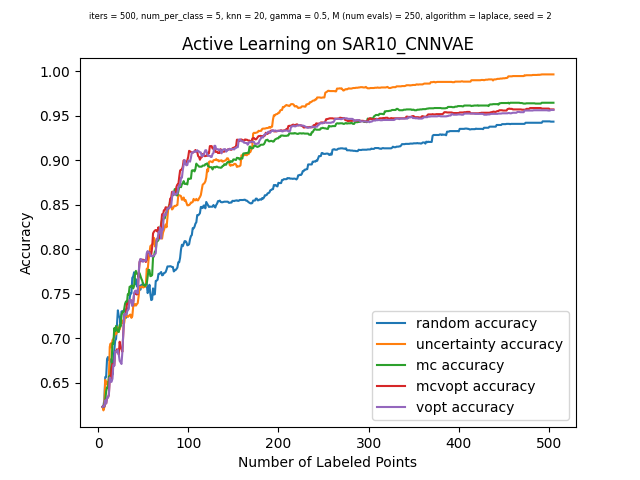 iters = 500, num_per_class = 5, knn = 20, gamma = 0.5, M (num evals) = 250, algorithm = laplace, seed = 2
Active Learning on SAR10_CNNVAE
1.00
0.95
0.90
0.85
0.80
0.75
0.70
0.65
Accuracy
random accuracy
uncertainty accuracy
mc accuracy
mcvopt accuracy
vopt accuracy
0 100 200 300 400 500
Number of Labeled Points